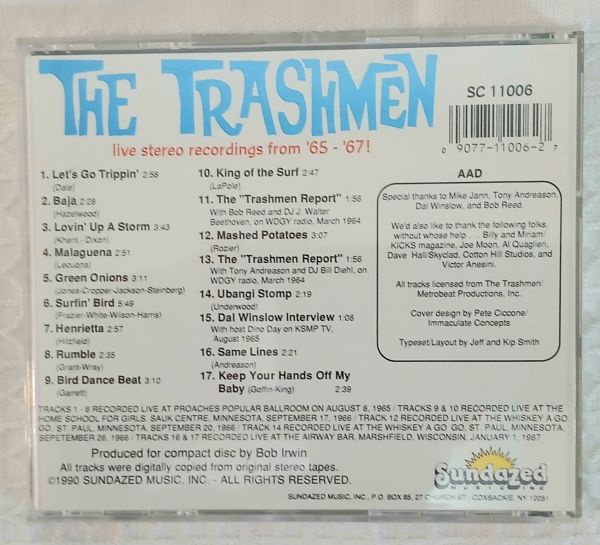 THE TRASHMEN
live stereo recordings from '65 - '67!
SC 11006
0 9077-11006-2 7
1. Let's Go Trippin' 2:58
(Dale)
2. Baja 2:28
(Hazelwood)
3. Lovin' Up A Storm 3:43
(Khent - Dixon)
4. Malaguena 2:51
(Lecuona)
5. Green Onions 3:11
(Jones-Cropper-Jackson-Steinberg)
6. Surfin' Bird 5:49
(Frazier-White-Wilson-Harris)
7. Henrietta 2:57
(Hitzfield)
8. Rumble 2:35
(Grant-Wray)
9. Bird Dance Beat 3:10
(Garrett)
10. King of the Surf 2:47
(LaPole)
11. The "Trashmen Report" 1:56
With Bob Reed and DJ J. Walter
Beethoven, on WDGY radio, March 1964
12. Mashed Potatoes 3:07
(Rozier)
13. The "Trashmen Report" 1:56
With Tony Andreason and DJ Bill Diehl, on
WDGY radio, March 1964
14. Ubangi Stomp 2:19
(Underwood)
15. Dal Winslow Interview 1:08
With host Dino Day on KSMP TV,
August 1965
16. Same Lines 2:21
(Andreason)
17. Keep Your Hands Off My
Baby (Goffin-King) 2:39
AAD
Special thanks to Mike Jann, Tony Andreason,
Dal Winslow, and Bob Reed.
We'd also like to thank the following folks,
without whose help . . . Billy and Miriam/
KICKS magazine, Joe Moon, Al Quaglieri,
Dave Hall/Skyclad, Cotton Hill Studios, and
Victor Anesini.
All tracks licensed from The Trashmen/
Metrobeat Productions, Inc.
Cover design by Pete Ciccone/
Immaculate Concepts
Typeset/Layout by Jeff and Kip Smith
TRACKS 1 - 8 RECORDED LIVE AT PROACHES POPULAR BALLROOM ON AUGUST 8, 1965 / TRACKS 9 & 10 RECORDED LIVE AT THE
HOME SCHOOL FOR GIRLS, SAUK CENTRE, MINNESOTA, SEPTEMBER 17, 1966 / TRACK 12 RECORDED LIVE AT THE WHISKEY A GO
GO, ST. PAUL, MINNESOTA, SEPTEMBER 20, 1966 / TRACK 14 RECORDED LIVE AT THE WHISKEY A GO GO, ST. PAUL, MINNESOTA,
SEPTEMBER 26, 1966 / TRACKS 16 & 17 RECORDED LIVE AT THE AIRWAY BAR, MARSHFIELD, WISCONSIN, JANUARY 1, 1967
Produced for compact disc by Bob Irwin
All tracks were digitally copied from original stereo tapes.
©1990 SUNDAZED MUSIC, INC. - ALL RIGHTS RESERVED.
Sundazed
MUSIC INC
SUNDAZED MUSIC, INC., P.O. BOX 85, 27 CHURCH ST., COXSACKIE, NY 12051